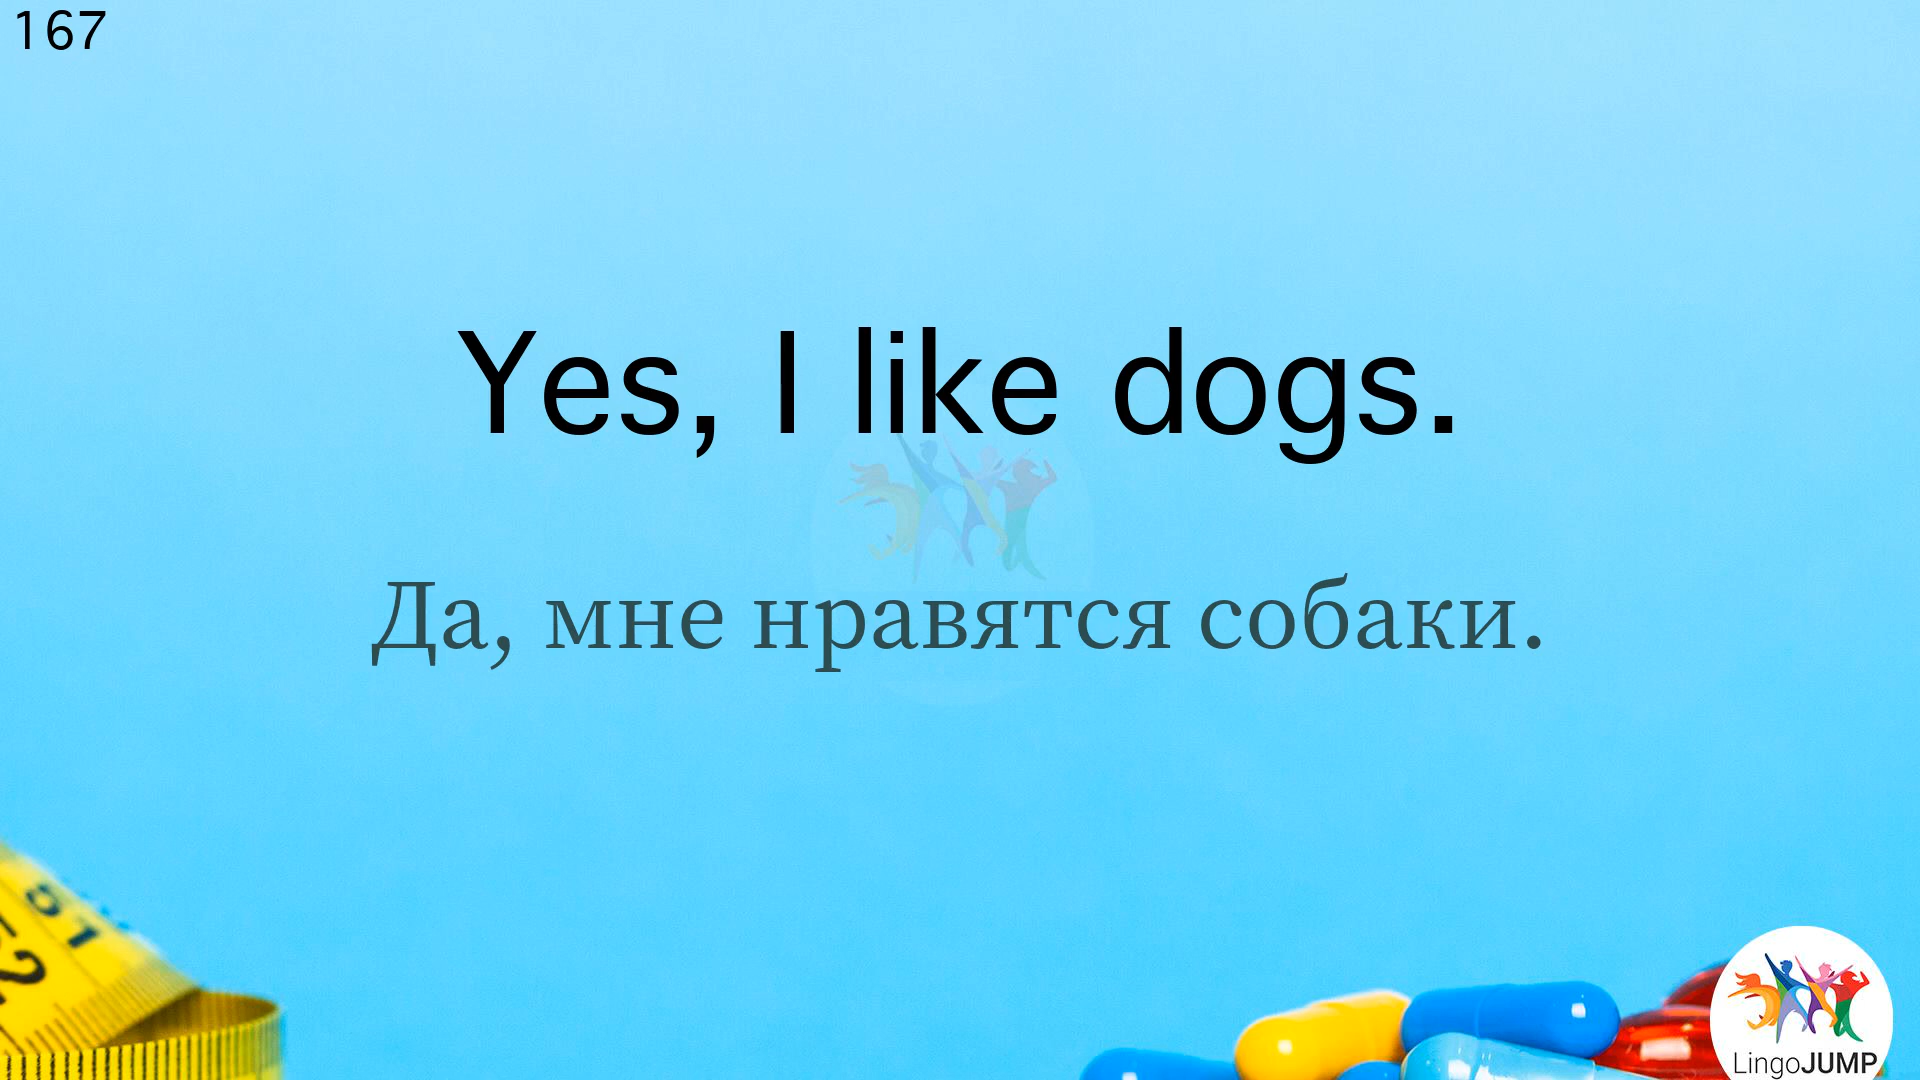 167
Yes, I like dogs.
Да, мне нравятся собаки.
LingoJUMP